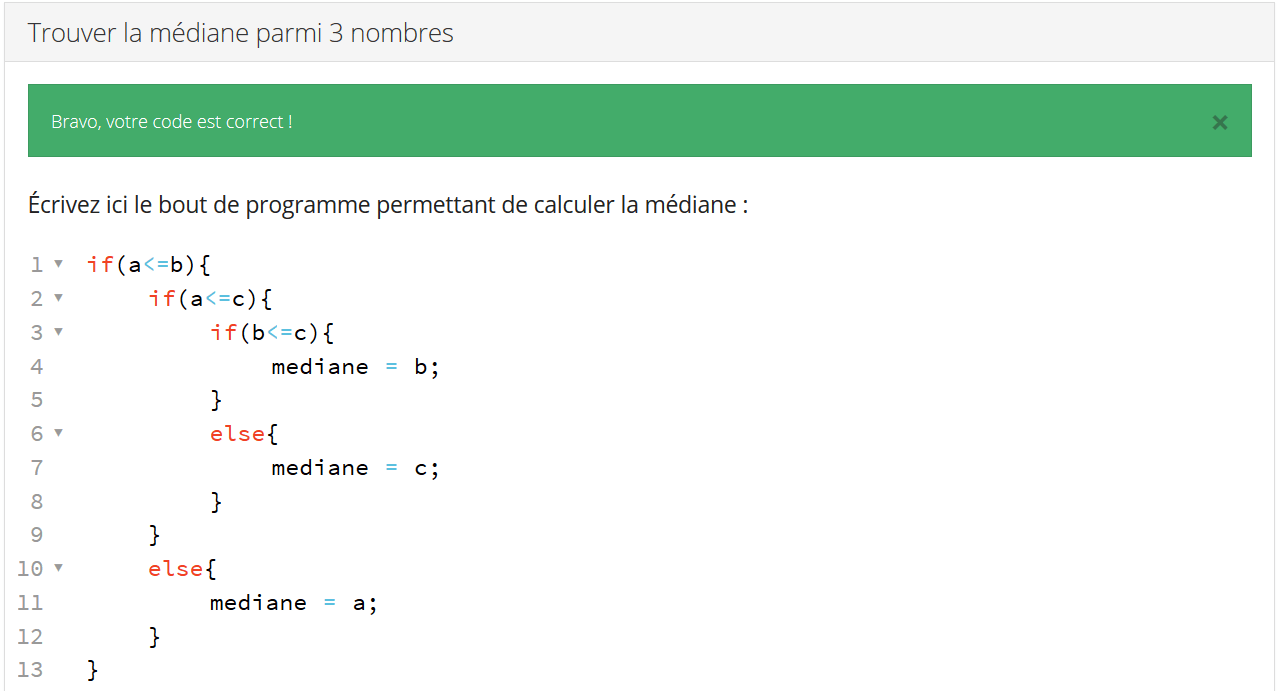 Trouver la médiane parmi 3 nombres
Bravo, votre code est correct !
×
Écrivez ici le bout de programme permettant de calculer la médiane :
1 ▾ if(a<=b){
2 ▾     if(a<=c){
3 ▾         if(b<=c){
4             mediane = b;
5         }
6 ▾         else{
7             mediane = c;
8         }
9     }
10 ▾     else{
11         mediane = a;
12     }
13 }